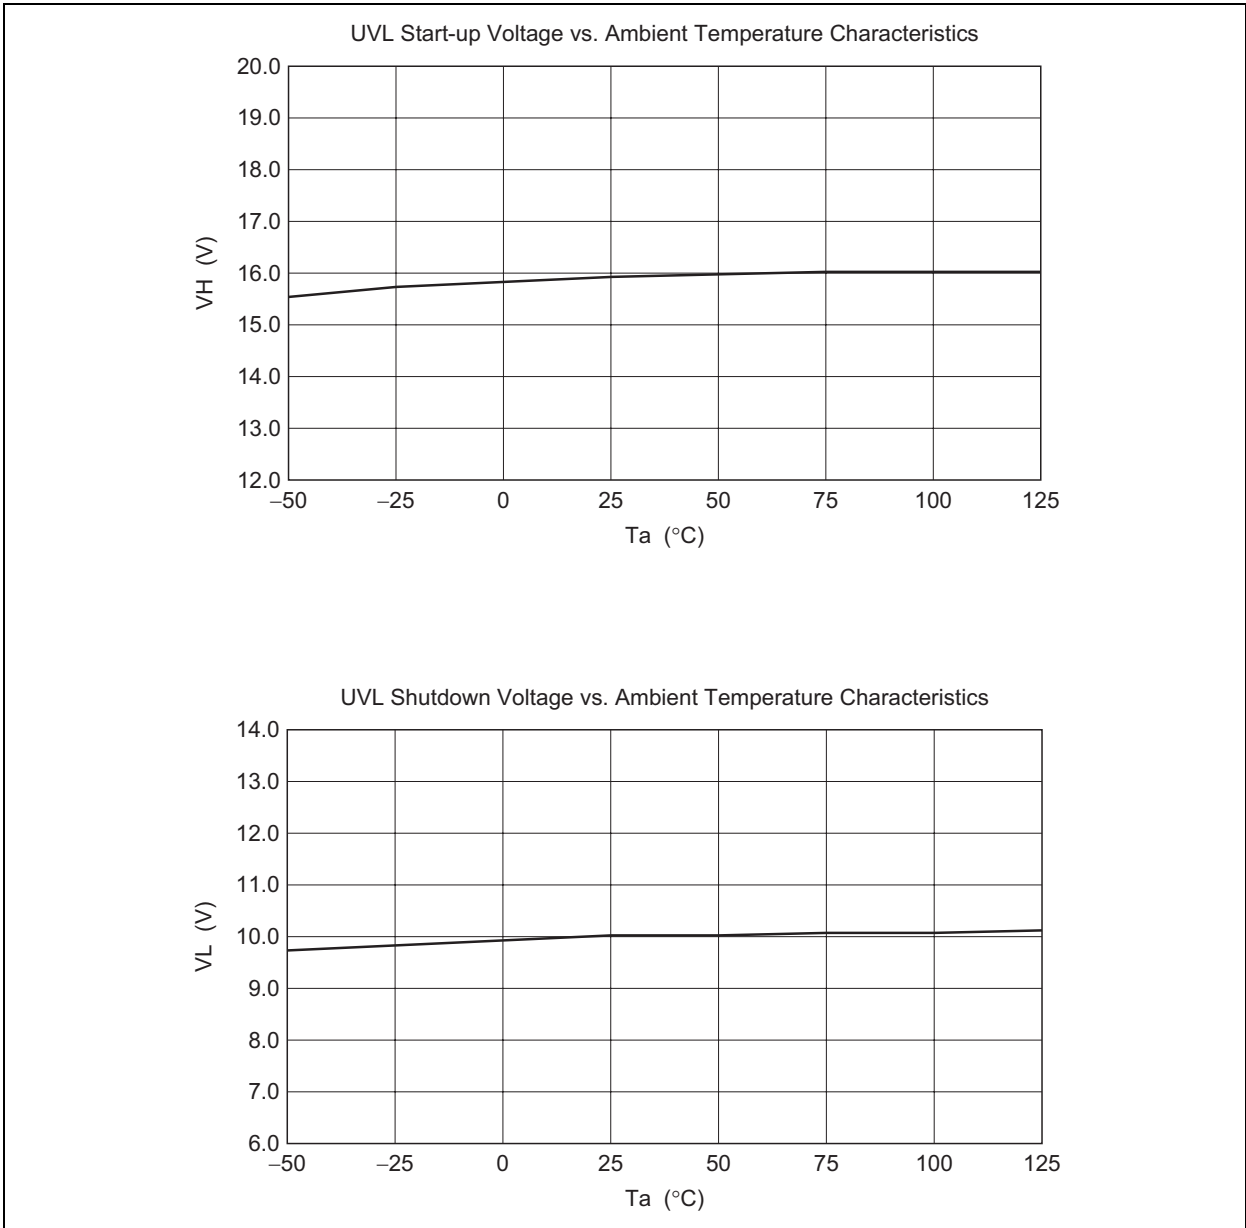 UVL Start-up Voltage vs. Ambient Temperature Characteristics
20.0
19.0
18.0
17.0
16.0
15.0
14.0
13.0
12.0
VH (V)
−50 −25 0 25 50 75 100 125
Ta (°C)
UVL Shutdown Voltage vs. Ambient Temperature Characteristics
14.0
13.0
12.0
11.0
10.0
9.0
8.0
7.0
6.0
VL (V)
−50 −25 0 25 50 75 100 125
Ta (°C)